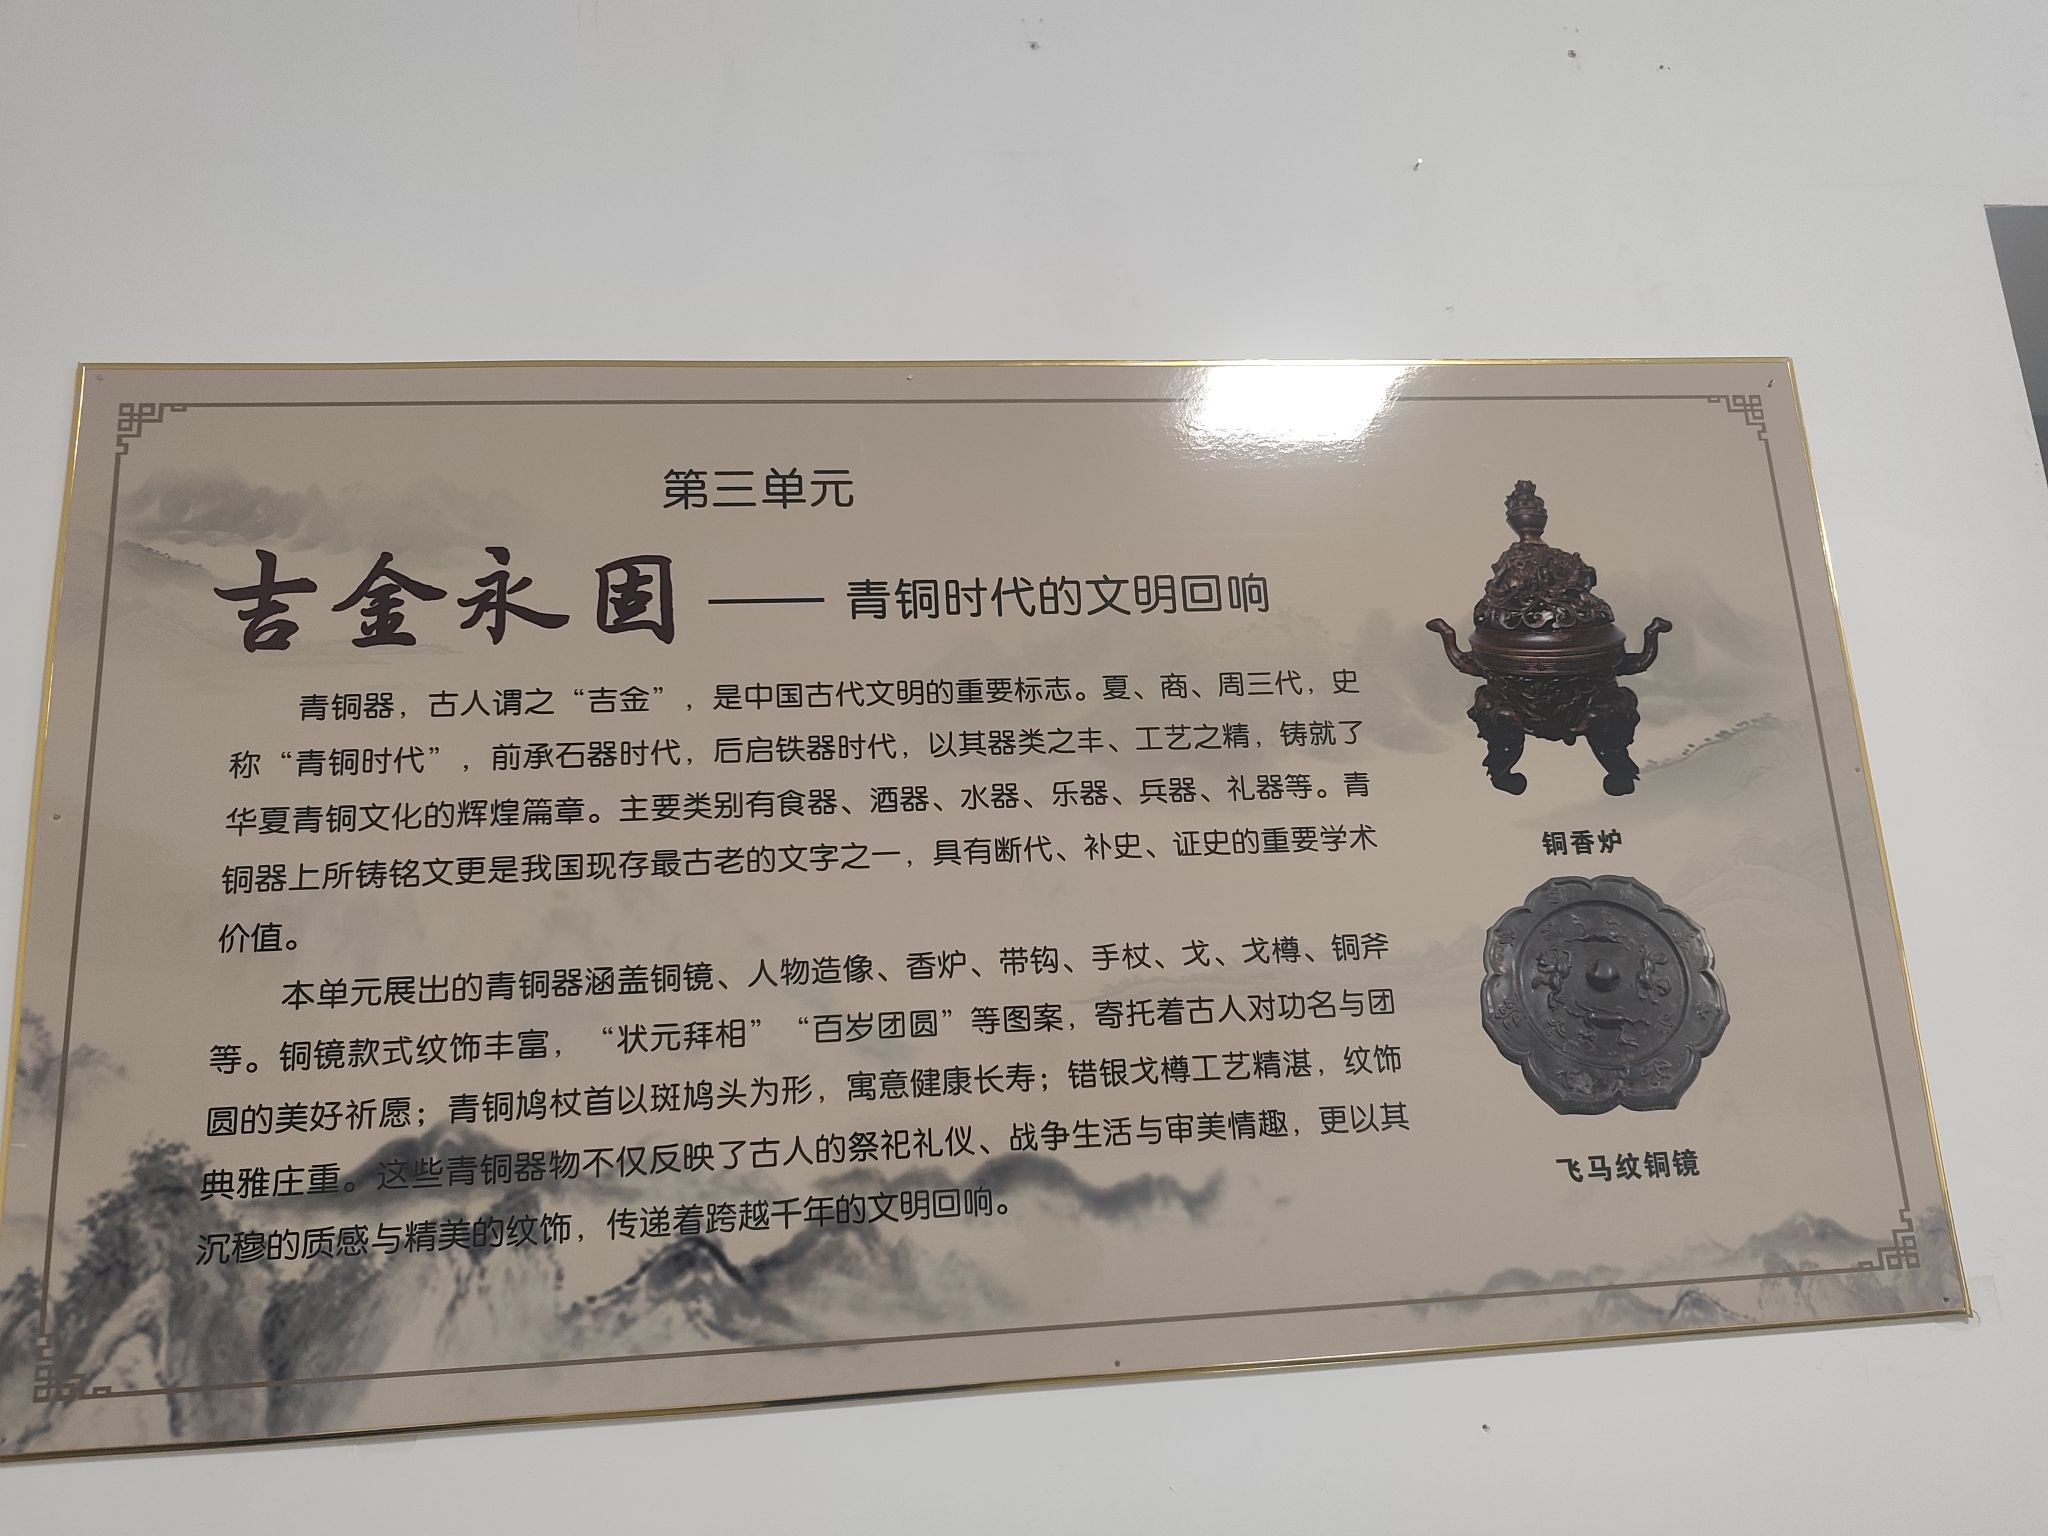 第三单元
吉金永固 —— 青铜时代的文明回响
青铜器，古人谓之“吉金”，是中国古代文明的重要标志。夏、商、周三代，史
称“青铜时代”，前承石器时代，后启铁器时代，以其器类之丰、工艺之精，铸就了
华夏青铜文化的辉煌篇章。主要类别有食器、酒器、水器、乐器、兵器、礼器等。青
铜器上所铸铭文更是我国现存最古老的文字之一，具有断代、补史、证史的重要学术
价值。
本单元展出的青铜器涵盖铜镜、人物造像、香炉、带钩、手杖、戈、戈樽、铜斧
等。铜镜款式纹饰丰富，“状元拜相”“百岁团圆”等图案，寄托着古人对功名与团
圆的美好祈愿；青铜鸠杖首以斑鸠头为形，寓意健康长寿；错银戈樽工艺精湛，纹饰
典雅庄重。这些青铜器物不仅反映了古人的祭祀礼仪、战争生活与审美情趣，更以其
沉穆的质感与精美的纹饰，传递着跨越千年的文明回响。
铜香炉
飞马纹铜镜